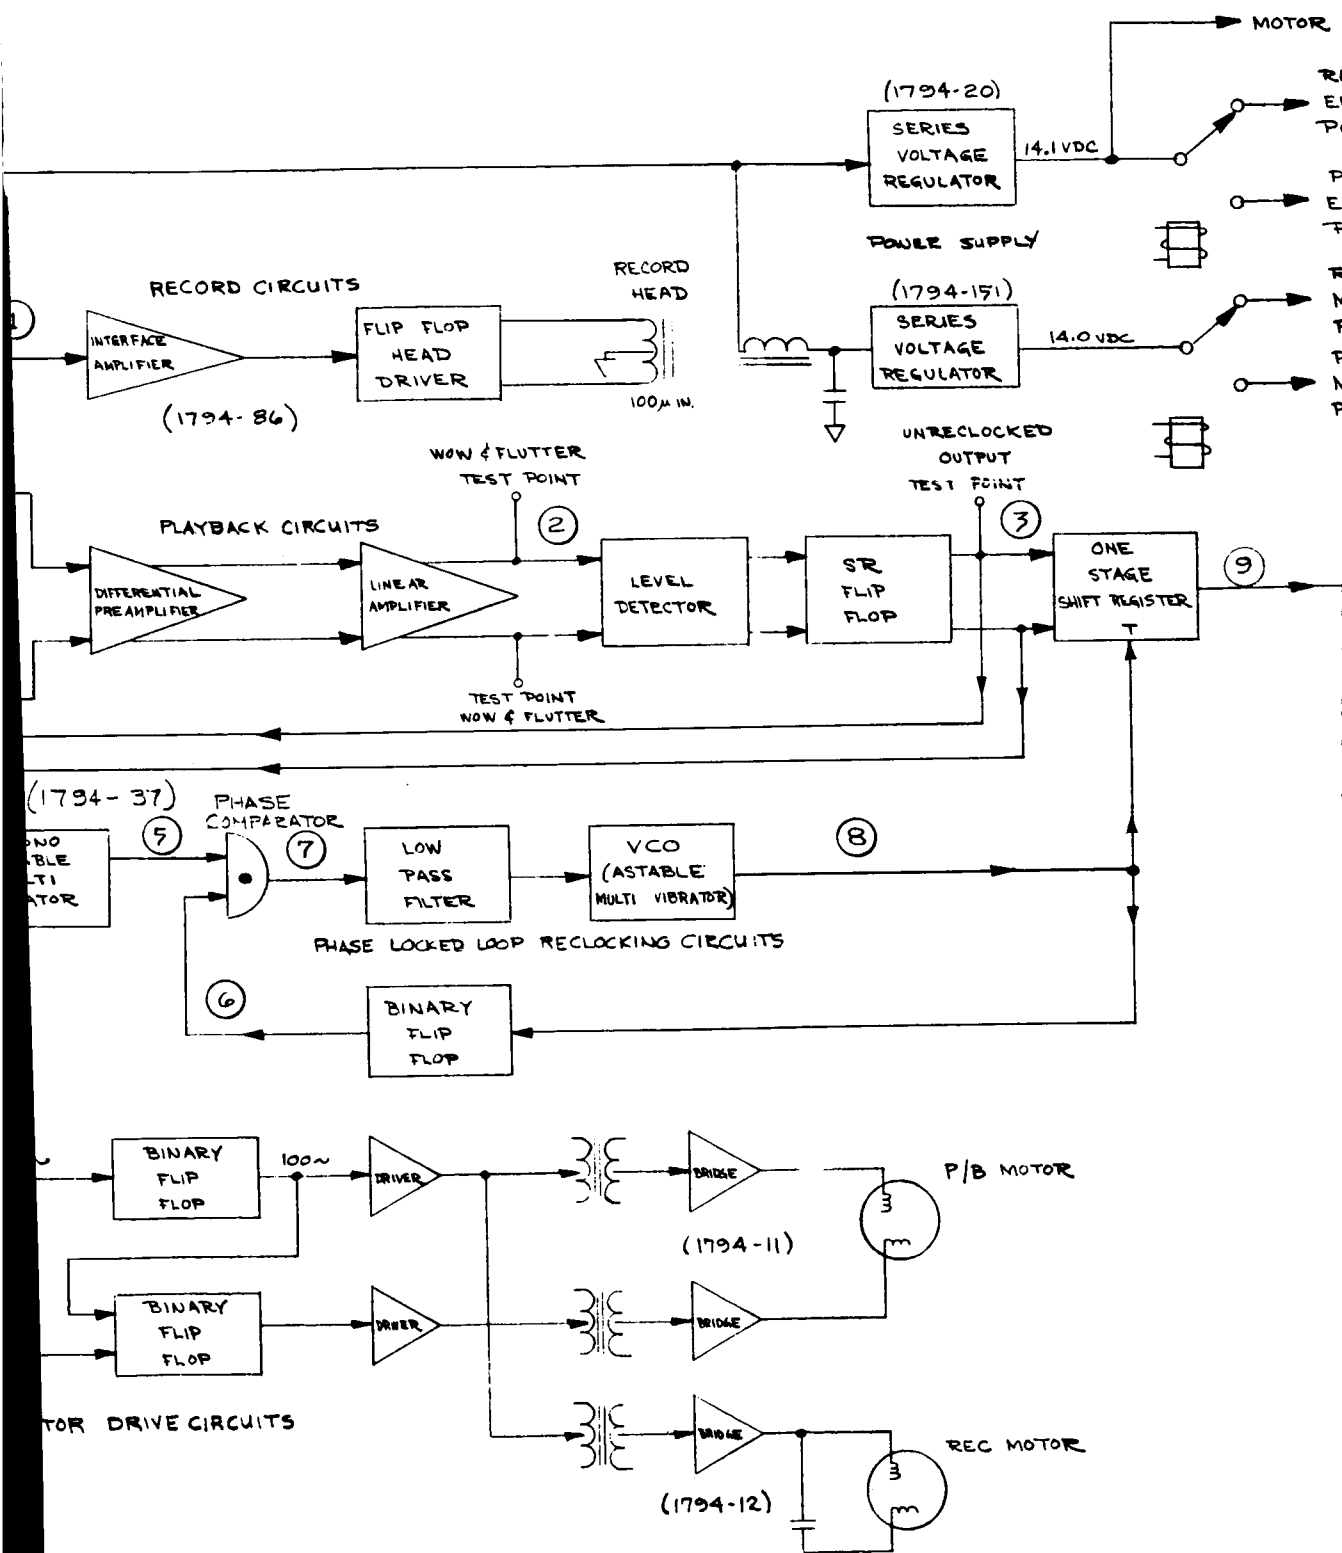 MOTOR
(1794-20)
SERIES
VOLTAGE
REGULATOR
14.1 VDC
POWER SUPPLY
RECORD CIRCUITS
RECORD
HEAD
(1794-151)
SERIES
VOLTAGE
REGULATOR
14.0 VDC
1
INTERFACE
AMPLIFIER
(1794-86)
FLIP FLOP
HEAD
DRIVER
100 µ IN.
WOW & FLUTTER
TEST POINT
UNRECLOCKED
OUTPUT
TEST POINT
PLAYBACK CIRCUITS
2
3
DIFFERENTIAL
PREAMPLIFIER
LINEAR
AMPLIFIER
LEVEL
DETECTOR
SR
FLIP
FLOP
ONE
STAGE
SHIFT REGISTER
T
9
TEST POINT
WOW & FLUTTER
(1794-37)
5
PHASE
COMPARATOR
7
LOW
PASS
FILTER
VCO
(ASTABLE
MULTI VIBRATOR)
8
PHASE LOCKED LOOP RECLOCKING CIRCUITS
6
BINARY
FLIP
FLOP
BINARY
FLIP
FLOP
100~
DRIVER
BRIDGE
P/B MOTOR
(1794-11)
BINARY
FLIP
FLOP
DRIVER
BRIDGE
TOR DRIVE CIRCUITS
BRIDGE
REC MOTOR
(1794-12)